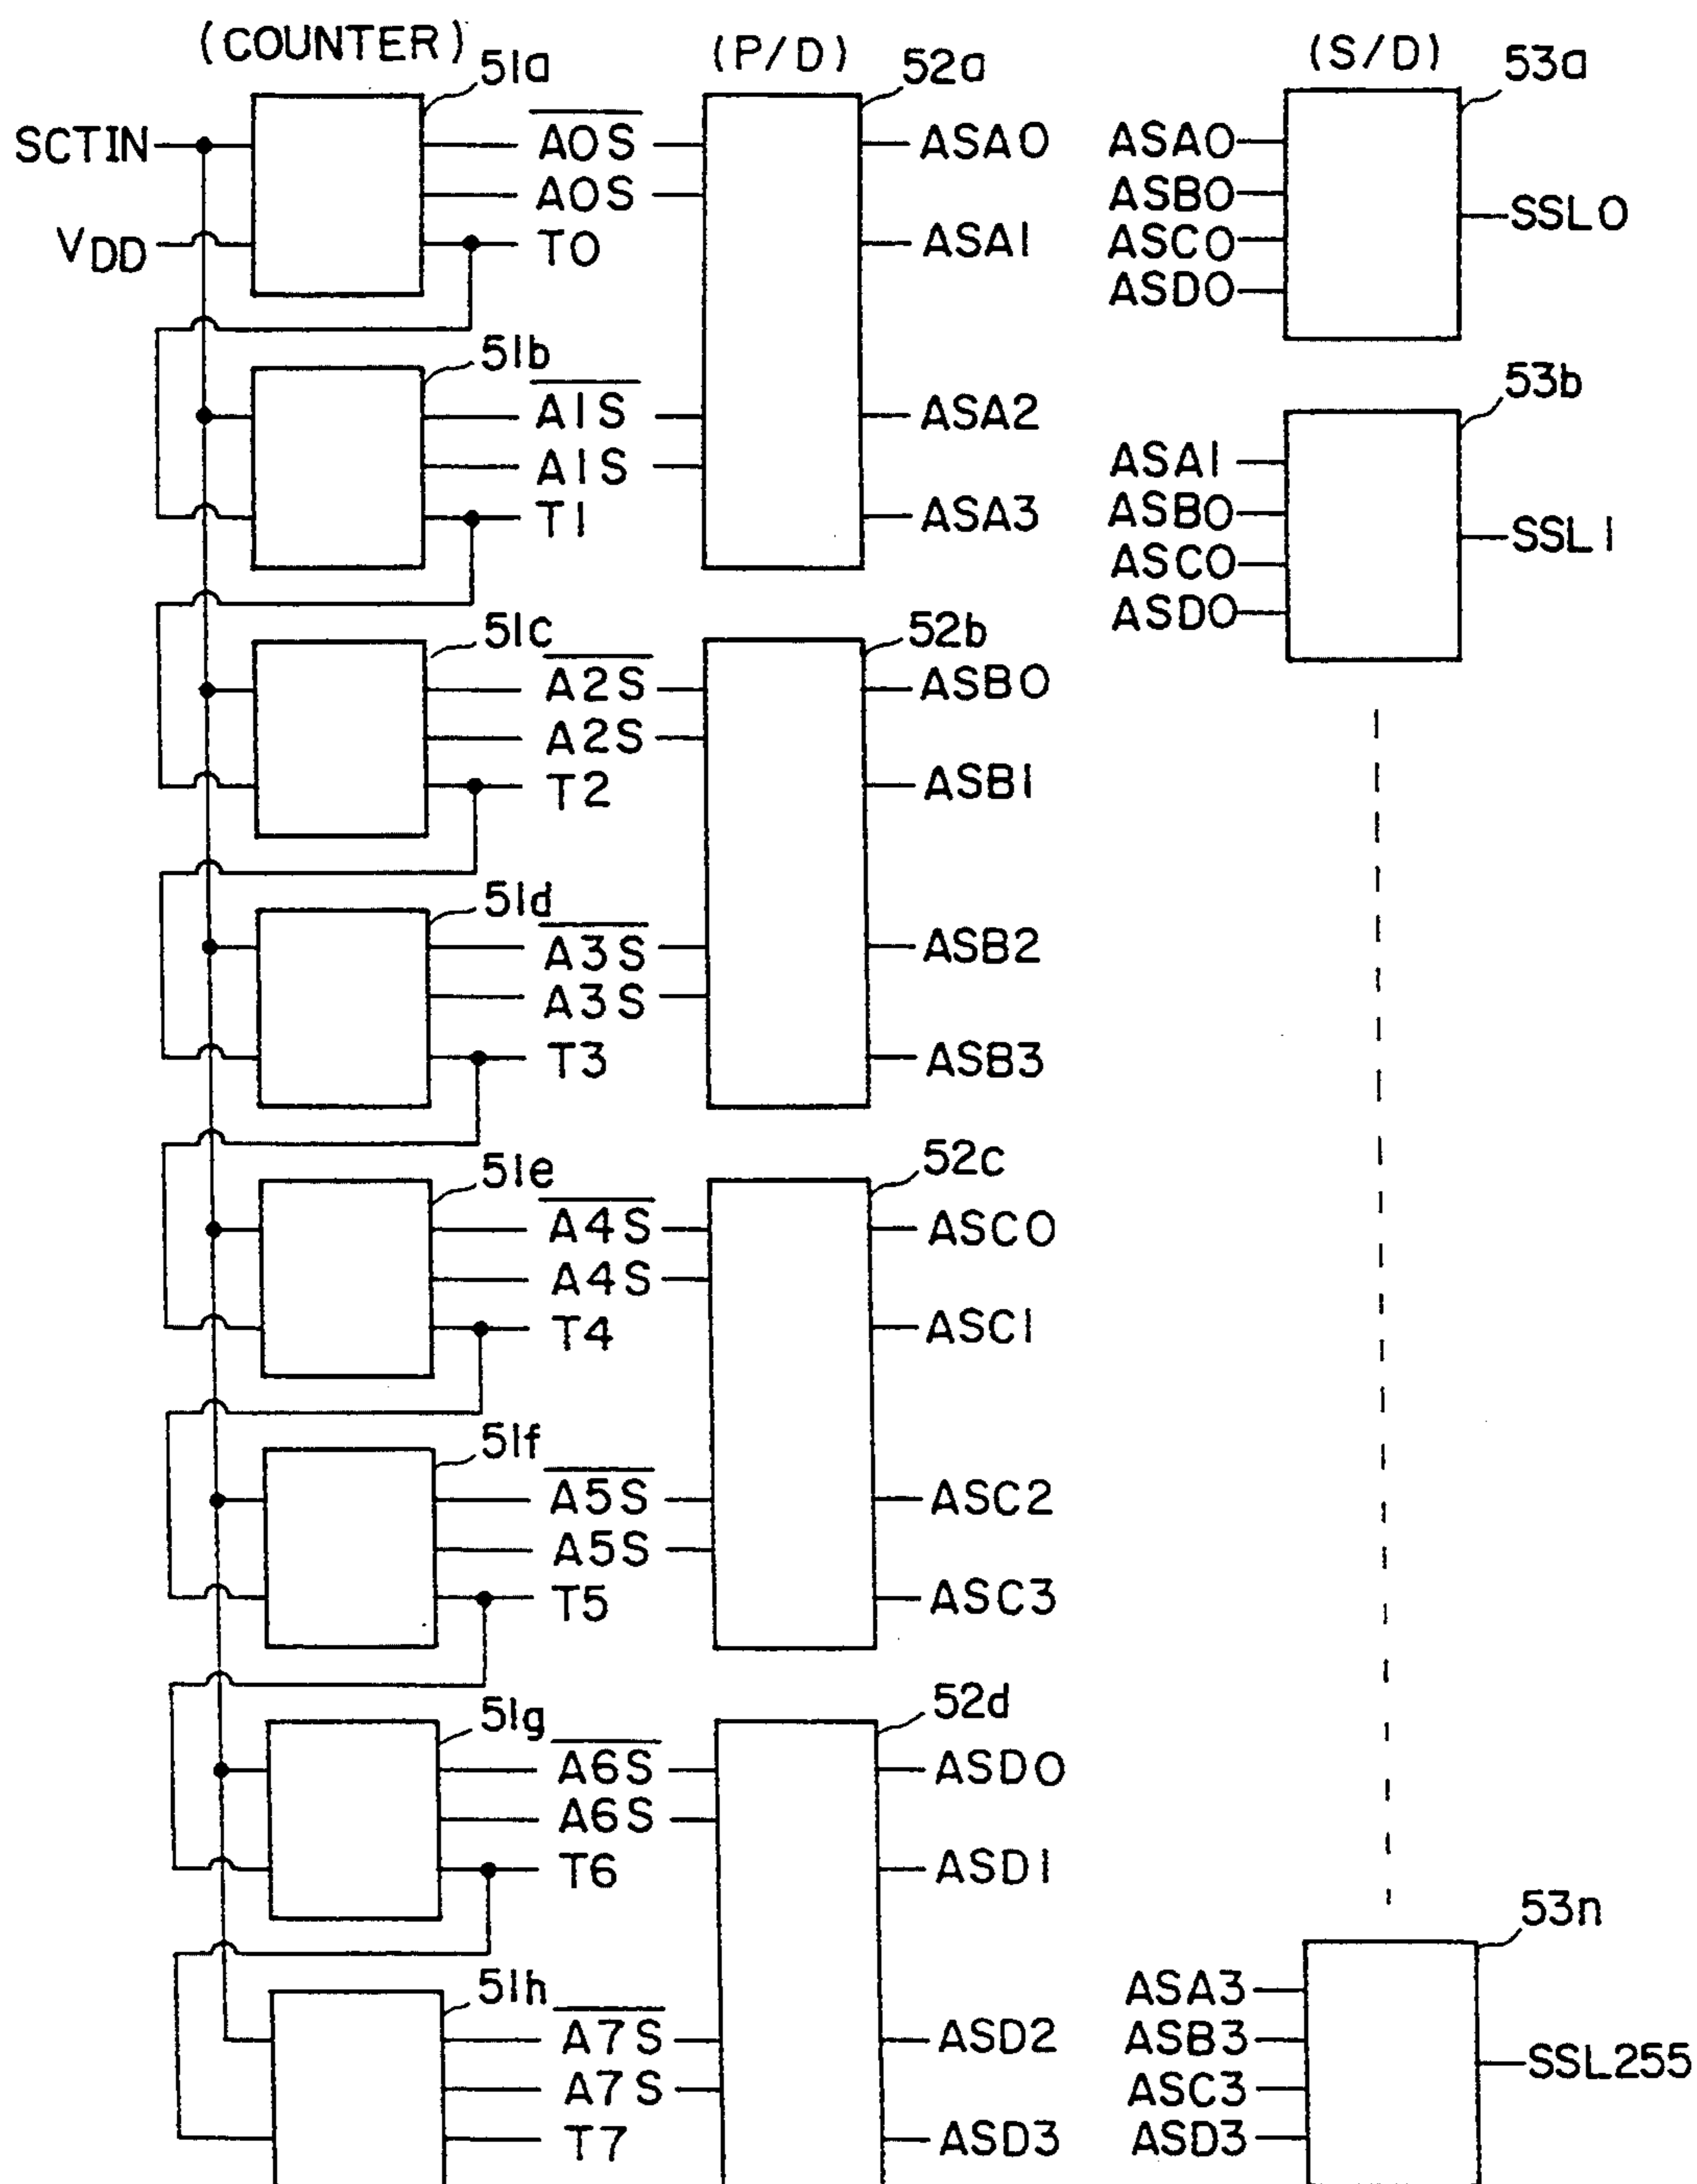 (COUNTER) (P/D) (S/D)
51a 52a 53a
SCTIN A0S ASA0 ASA0
A0S ASB0 SSL0
VDD T0 ASA1 ASC0
ASD0
51b 53b
A1S ASA2 ASA1
A1S ASB0 SSL1
T1 ASA3 ASC0
ASD0
51c 52b
A2S ASB0
A2S
T2 ASB1
51d
A3S ASB2
A3S
T3 ASB3
51e 52c
A4S ASC0
A4S
T4 ASC1
51f
A5S ASC2
A5S
T5 ASC3
51g 52d
A6S ASD0
A6S
T6 ASD1
51h 53n
A7S ASD2 ASA3
A7S ASB3 SSL255
T7 ASD3 ASC3
ASD3